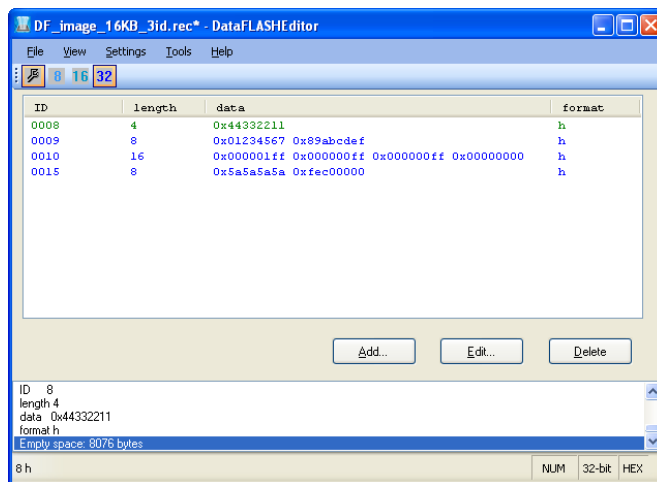 DF_image_16KB_3id.rec* - DataFLASHEditor
File View Settings Tools Help
8 16 32
ID length data format
0008 4 0x44332211 h
0009 8 0x01234567 0x89abcdef h
0010 16 0x000001ff 0x000000ff 0x000000ff 0x00000000 h
0015 8 0x5a5a5a5a 0xfec00000 h
Add... Edit... Delete
ID 8
length 4
data 0x44332211
format h
Empty space: 8076 bytes
8 h NUM 32-bit HEX